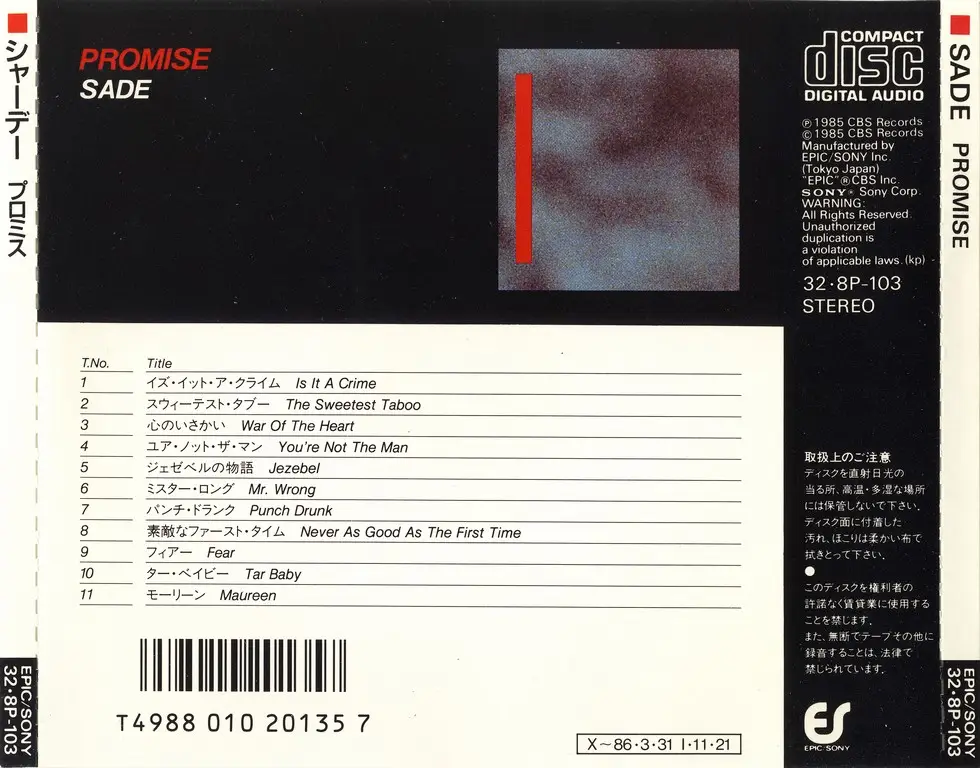 シャーデー プロミス
EPIC/SONY
32・8P-103
PROMISE
SADE
COMPACT
disc
DIGITAL AUDIO
Ⓟ1985 CBS Records
©1985 CBS Records
Manufactured by
EPIC/SONY Inc.
(Tokyo Japan)
"EPIC"®CBS Inc.
SONY® Sony Corp.
WARNING:
All Rights Reserved.
Unauthorized
duplication is
a violation
of applicable laws.(kp)
32・8P-103
STEREO
T.No. Title
1 イズ・イット・ア・クライム Is It A Crime
2 スウィーテスト・タブー The Sweetest Taboo
3 心のいさかい War Of The Heart
4 ユア・ノット・ザ・マン You're Not The Man
5 ジェゼベルの物語 Jezebel
6 ミスター・ロング Mr. Wrong
7 パンチ・ドランク Punch Drunk
8 素敵なファースト・タイム Never As Good As The First Time
9 フィアー Fear
10 ター・ベイビー Tar Baby
11 モーリーン Maureen
T4988 010 20135 7
X〜86・3・31 I・11・21
取扱上のご注意
ディスクを直射日光の
当る所、高温・多湿な場所
には保管しないで下さい。
ディスク面に付着した
汚れ、ほこりは柔かい布で
拭きとって下さい。
●
このディスクを権利者の
許諾なく賃貸業に使用する
ことを禁じます。
また、無断でテープその他に
録音することは、法律で
禁じられています。
EPIC/SONY
SADE PROMISE
EPIC/SONY
32・8P-103